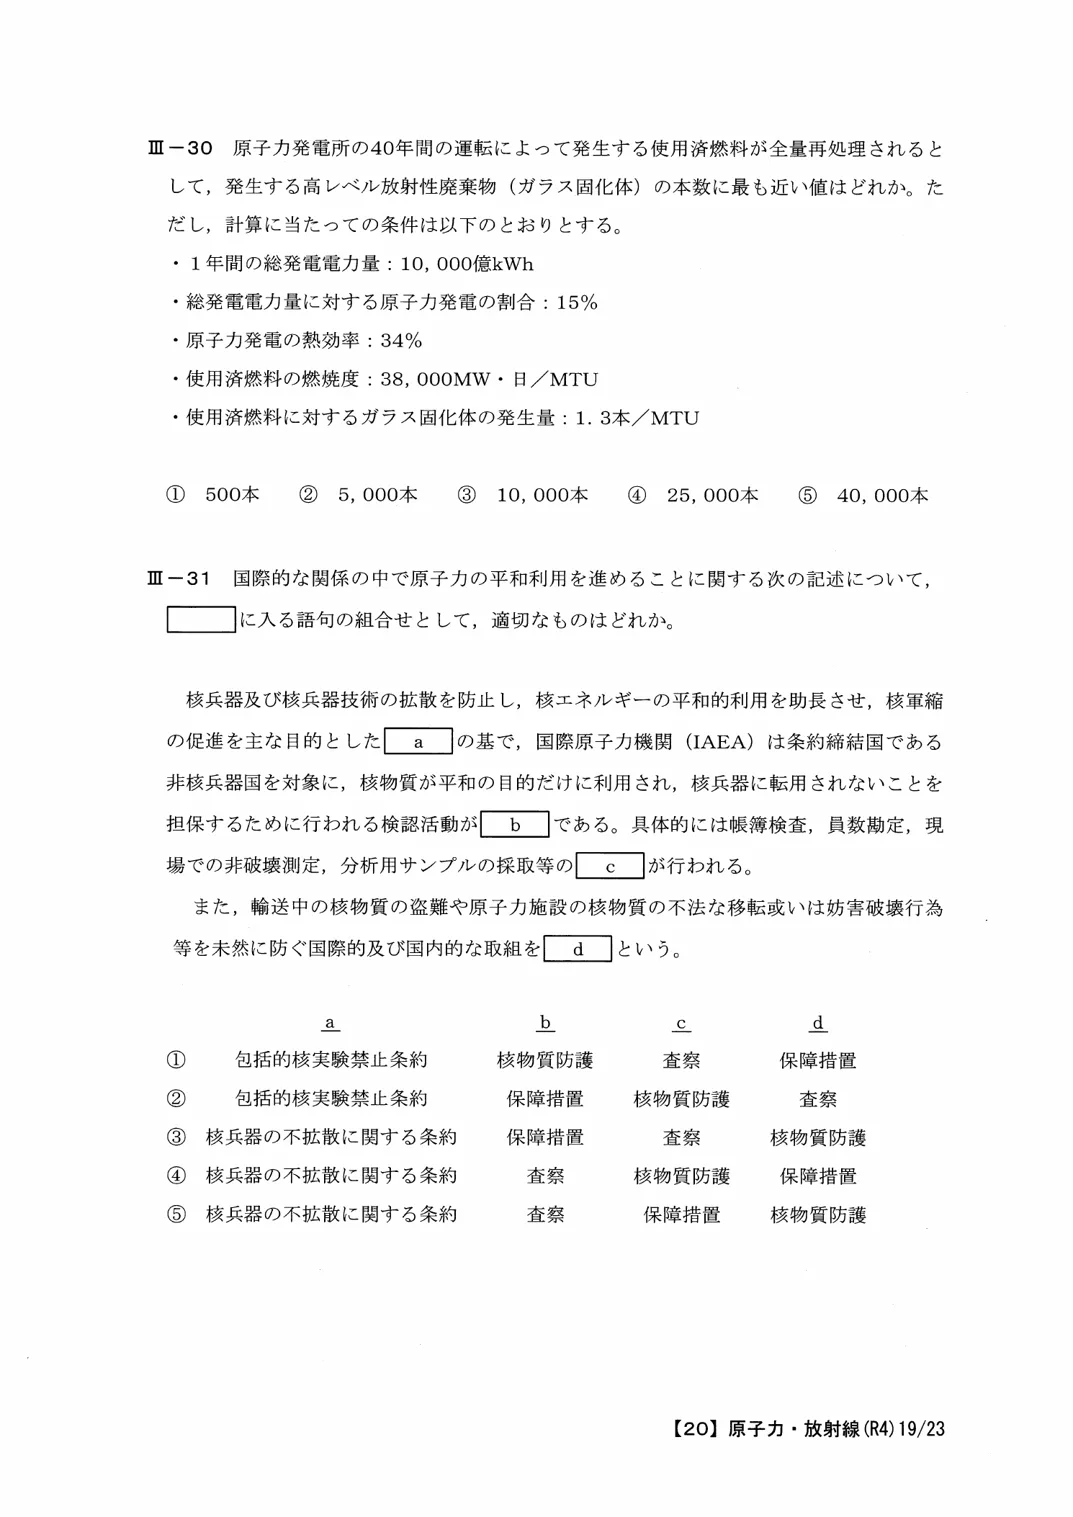 Ⅲ－30　原子力発電所の40年間の運転によって発生する使用済燃料が全量再処理されると
して，発生する高レベル放射性廃棄物（ガラス固化体）の本数に最も近い値はどれか。た
だし，計算に当たっての条件は以下のとおりとする。
・１年間の総発電電力量：10,000億kWh
・総発電電力量に対する原子力発電の割合：15％
・原子力発電の熱効率：34％
・使用済燃料の燃焼度：38,000MW・日／MTU
・使用済燃料に対するガラス固化体の発生量：1.3本／MTU
①　500本　②　5,000本　③　10,000本　④　25,000本　⑤　40,000本
Ⅲ－31　国際的な関係の中で原子力の平和利用を進めることに関する次の記述について，
に入る語句の組合せとして，適切なものはどれか。
核兵器及び核兵器技術の拡散を防止し，核エネルギーの平和的利用を助長させ，核軍縮
の促進を主な目的とした a の基で，国際原子力機関（IAEA）は条約締結国である
非核兵器国を対象に，核物質が平和の目的だけに利用され，核兵器に転用されないことを
担保するために行われる検認活動が b である。具体的には帳簿検査，員数勘定，現
場での非破壊測定，分析用サンプルの採取等の c が行われる。
また，輸送中の核物質の盗難や原子力施設の核物質の不法な移転或いは妨害破壊行為
等を未然に防ぐ国際的及び国内的な取組を d という。
a　b　c　d
①　包括的核実験禁止条約　核物質防護　査察　保障措置
②　包括的核実験禁止条約　保障措置　核物質防護　査察
③　核兵器の不拡散に関する条約　保障措置　査察　核物質防護
④　核兵器の不拡散に関する条約　査察　核物質防護　保障措置
⑤　核兵器の不拡散に関する条約　査察　保障措置　核物質防護
【20】原子力・放射線(R4)19/23